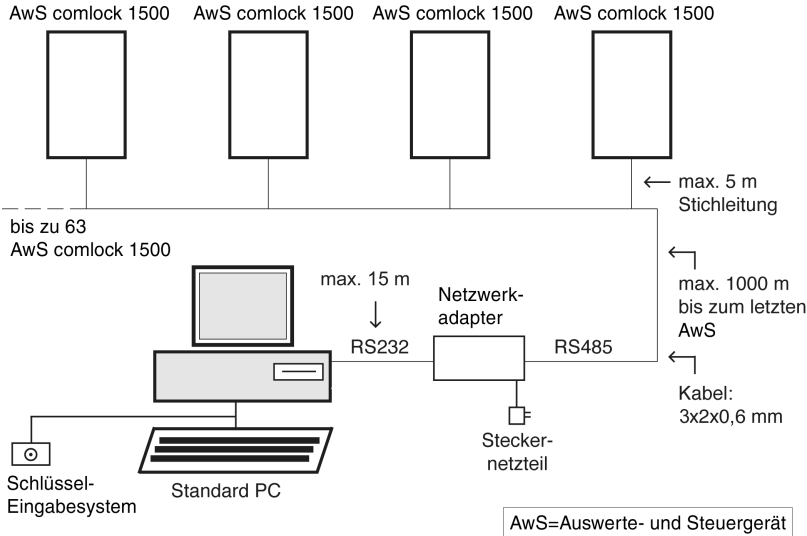 AwS comlock 1500
AwS comlock 1500
AwS comlock 1500
AwS comlock 1500
max. 5 m
Stichleitung
bis zu 63
AwS comlock 1500
max. 1000 m
bis zum letzten
AwS
max. 15 m
Netzwerk-
adapter
RS232
RS485
Kabel:
3x2x0,6 mm
Stecker-
netzteil
Schlüssel-
Eingabesystem
Standard PC
AwS=Auswerte- und Steuergerät